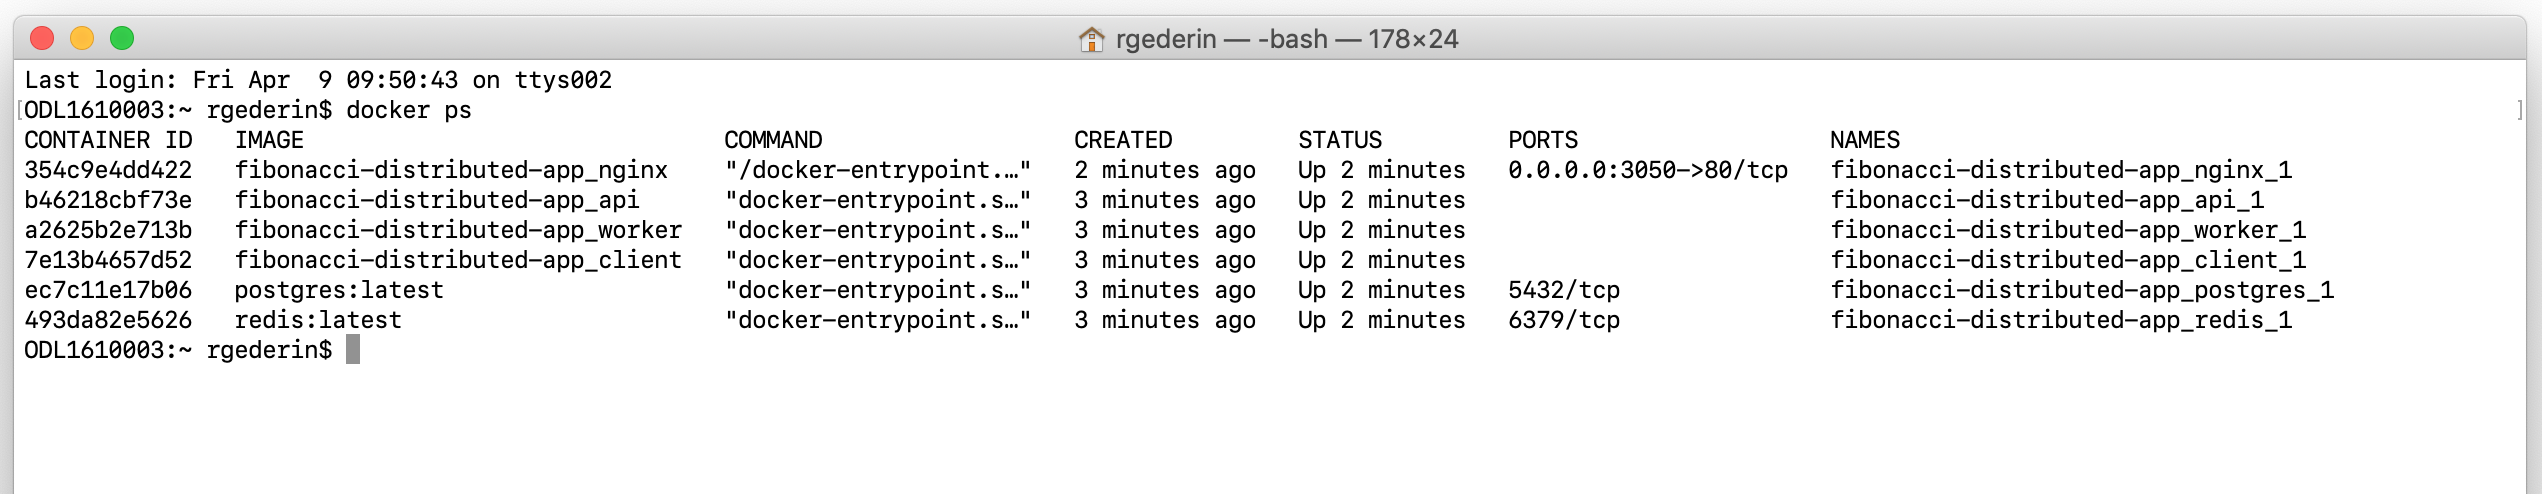 rgederin — -bash — 178×24
Last login: Fri Apr  9 09:50:43 on ttys002
[ODL1610003:~ rgederin$ docker ps ]
CONTAINER ID   IMAGE                              COMMAND                  CREATED         STATUS         PORTS                  NAMES
354c9e4dd422   fibonacci-distributed-app_nginx    "/docker-entrypoint.…"   2 minutes ago   Up 2 minutes   0.0.0.0:3050->80/tcp   fibonacci-distributed-app_nginx_1
b46218cbf73e   fibonacci-distributed-app_api      "docker-entrypoint.s…"   3 minutes ago   Up 2 minutes                          fibonacci-distributed-app_api_1
a2625b2e713b   fibonacci-distributed-app_worker   "docker-entrypoint.s…"   3 minutes ago   Up 2 minutes                          fibonacci-distributed-app_worker_1
7e13b4657d52   fibonacci-distributed-app_client   "docker-entrypoint.s…"   3 minutes ago   Up 2 minutes                          fibonacci-distributed-app_client_1
ec7c11e17b06   postgres:latest                    "docker-entrypoint.s…"   3 minutes ago   Up 2 minutes   5432/tcp               fibonacci-distributed-app_postgres_1
493da82e5626   redis:latest                       "docker-entrypoint.s…"   3 minutes ago   Up 2 minutes   6379/tcp               fibonacci-distributed-app_redis_1
ODL1610003:~ rgederin$